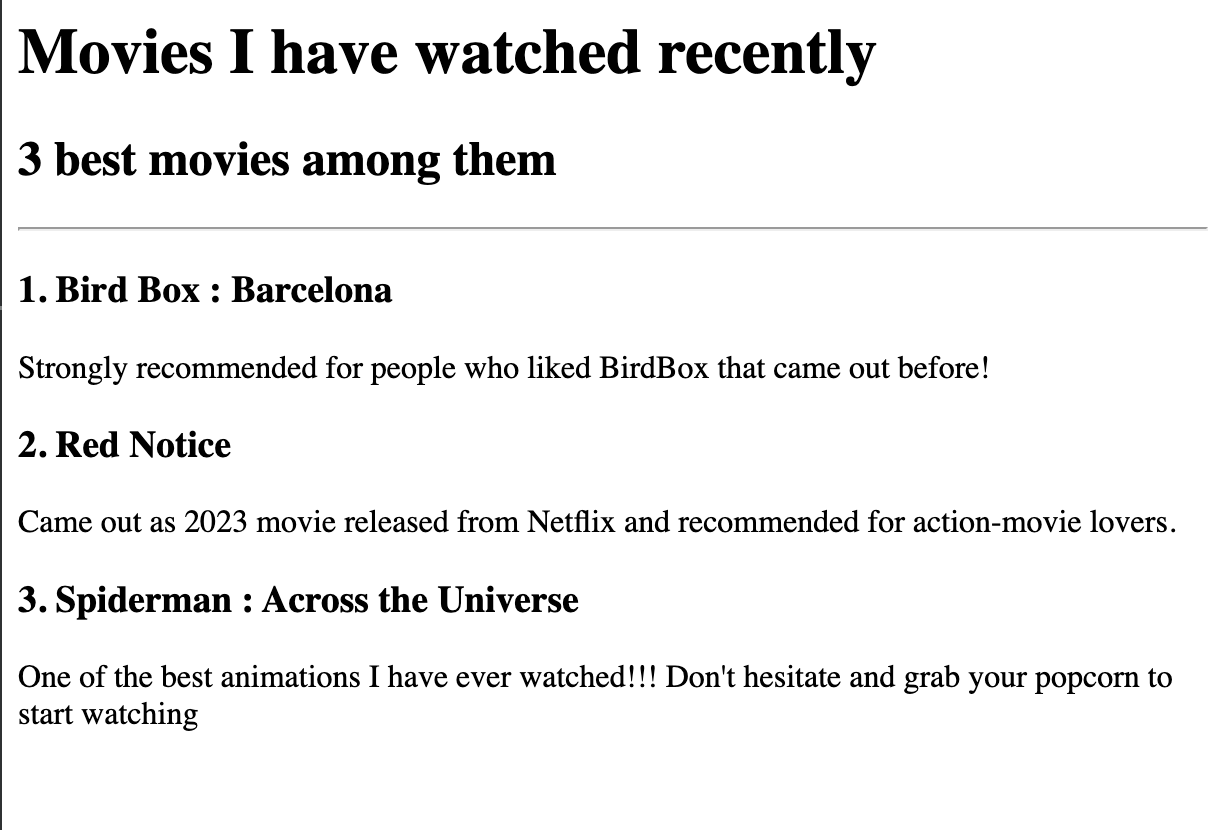 Movies I have watched recently
3 best movies among them
1. Bird Box : Barcelona
Strongly recommended for people who liked BirdBox that came out before!
2. Red Notice
Came out as 2023 movie released from Netflix and recommended for action-movie lovers.
3. Spiderman : Across the Universe
One of the best animations I have ever watched!!! Don't hesitate and grab your popcorn to
start watching